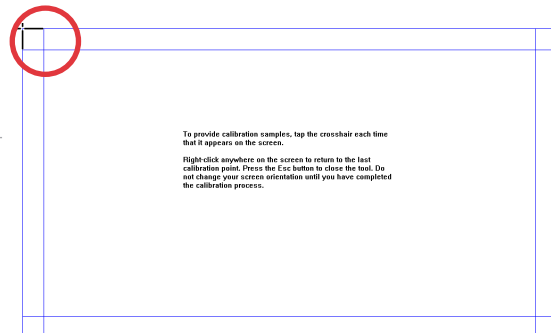 To provide calibration samples, tap the crosshair each time
that it appears on the screen.
Right-click anywhere on the screen to return to the last
calibration point. Press the Esc button to close the tool. Do
not change your screen orientation until you have completed
the calibration process.